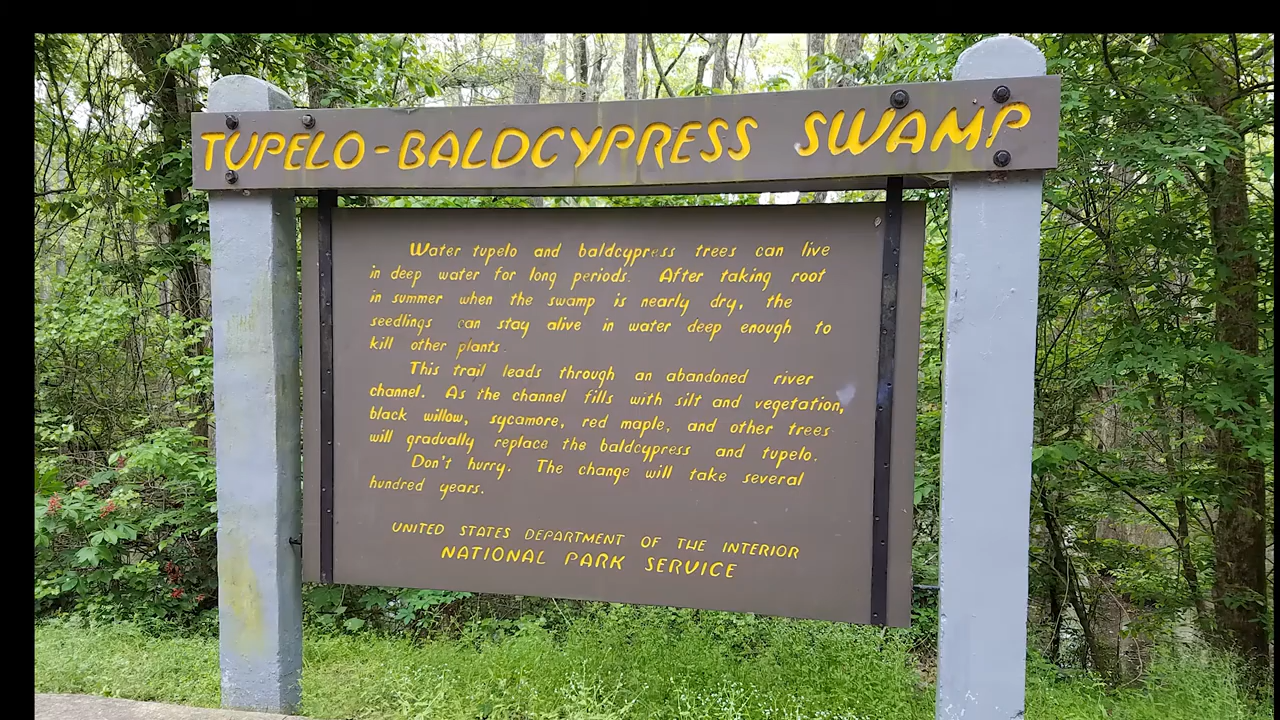 TUPELO-BALDCYPRESS SWAMP
Water tupelo and baldcypress trees can live
in deep water for long periods. After taking root
in summer when the swamp is nearly dry, the
seedlings can stay alive in water deep enough to
kill other plants.
This trail leads through an abandoned river
channel. As the channel fills with silt and vegetation,
black willow, sycamore, red maple, and other trees
will gradually replace the baldcypress and tupelo.
Don't hurry. The change will take several
hundred years.
UNITED STATES DEPARTMENT OF THE INTERIOR
NATIONAL PARK SERVICE